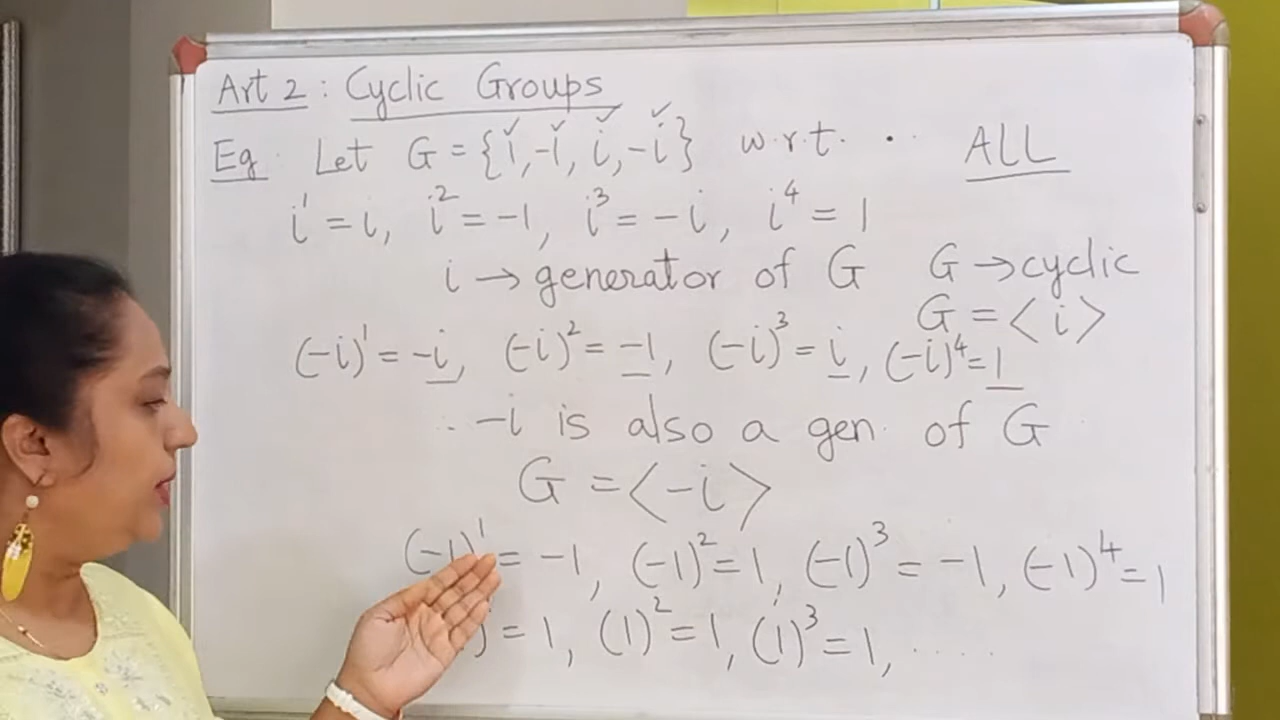 Art 2 : Cyclic Groups
Eg. Let G = {1, -1, i, -i} w.r.t. · ALL
i¹ = i, i² = -1, i³ = -i, i⁴ = 1
i → generator of G G → cyclic
G = <i>
(-i)¹ = -i, (-i)² = -1, (-i)³ = i, (-i)⁴ = 1
∴ -i is also a gen. of G
G = <-i>
(-1)¹ = -1, (-1)² = 1, (-1)³ = -1, (-1)⁴ = 1
) = 1, (1)² = 1, (1)³ = 1, .....